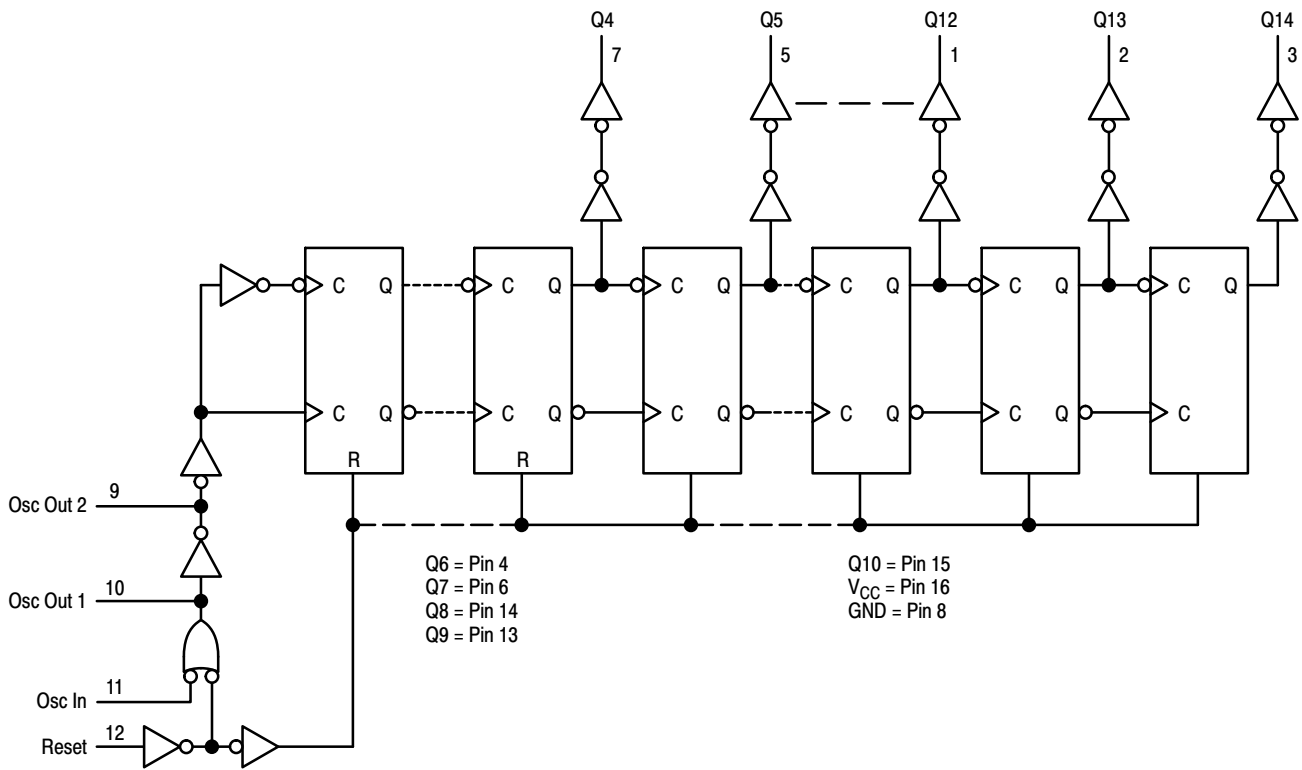 Q4 Q5 Q12 Q13 Q14
7 5 1 2 3
C Q C Q C Q C Q C Q C Q
C Q C Q C Q C Q C Q C
R R
Osc Out 2 9
Osc Out 1 10
Osc In 11
Reset 12
Q6 = Pin 4
Q7 = Pin 6
Q8 = Pin 14
Q9 = Pin 13
Q10 = Pin 15
VCC = Pin 16
GND = Pin 8